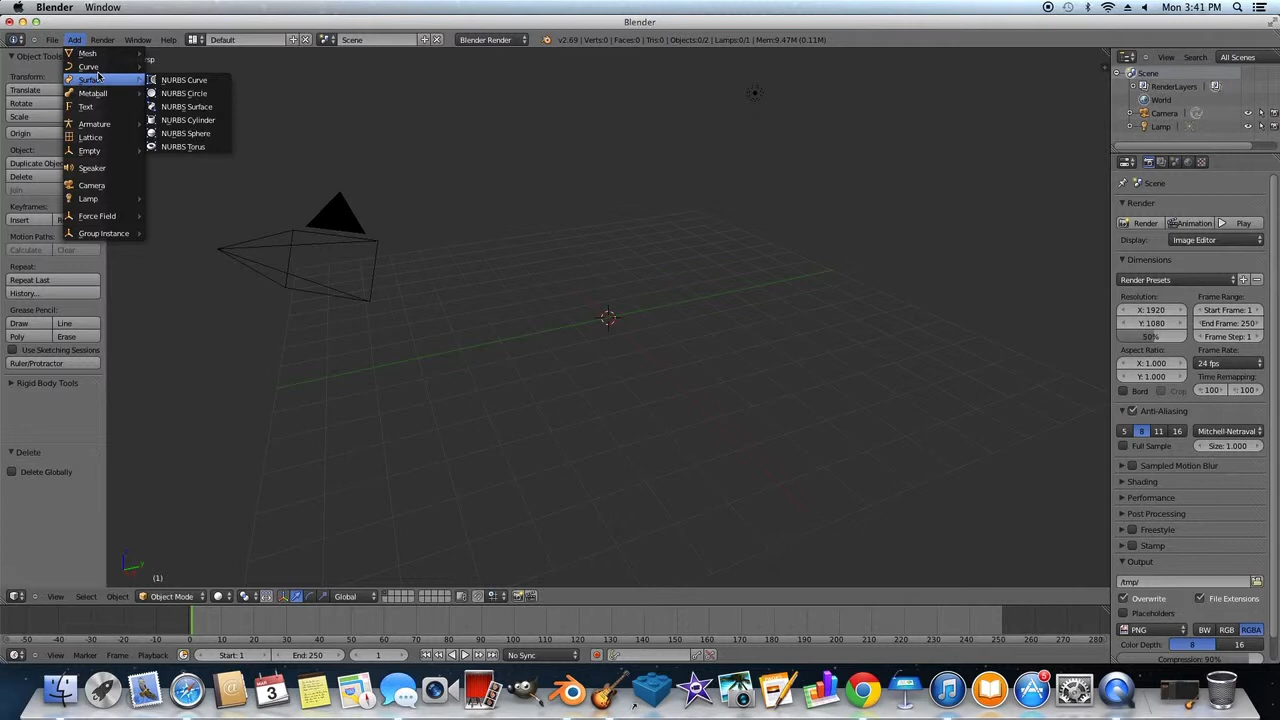 Blender Window
Mon 3:41 PM
Blender
File Add Render Window Help
Default
Scene
Blender Render
v2.69 | Verts:0 | Faces:0 | Tris:0 | Objects:0/2 | Lamps:0/1 | Mem:9.47M (0.11M)
Object Tools
Transform:
Translate
Rotate
Scale
Origin
Object:
Duplicate Obje
Delete
Join
Keyframes:
Insert
Motion Paths:
Calculate
Clear
Repeat:
Repeat Last
History...
Grease Pencil:
Draw
Line
Poly
Erase
Use Sketching Sessions
Ruler/Protractor
Rigid Body Tools
Delete
Delete Globally
Mesh
Curve
Metaball
Text
Armature
Lattice
Empty
Speaker
Camera
Lamp
Force Field
Group Instance
NURBS Curve
NURBS Circle
NURBS Surface
NURBS Cylinder
NURBS Sphere
NURBS Torus
(1)
View Select Object
Object Mode
Global
View Search
All Scenes
Scene
RenderLayers
World
Camera
Lamp
Scene
Render
Render
Animation
Play
Display:
Image Editor
Dimensions
Render Presets
Resolution:
Frame Range:
X: 1920
Start Frame: 1
Y: 1080
End Frame: 250
50%
Frame Step: 1
Aspect Ratio:
Frame Rate:
X: 1.000
24 fps
Y: 1.000
Time Remapping:
Bord
Crop
100
100
Anti-Aliasing
5 8 11 16
Mitchell-Netraval
Full Sample
Size: 1.000
Sampled Motion Blur
Shading
Performance
Post Processing
Freestyle
Stamp
Output
/tmp/
Overwrite
File Extensions
Placeholders
PNG
BW RGB RGBA
Color Depth:
8
16
Compression: 90%
-50 -40 -30 -20 -10 0 10 20 30 40 50 60 70 80 90 100 110 120 130 140 150 160 170 180 190 200 210 220 230 240 250 260 270 280
View Marker Frame Playback
Start: 1
End: 250
1
No Sync
MAR
3
5